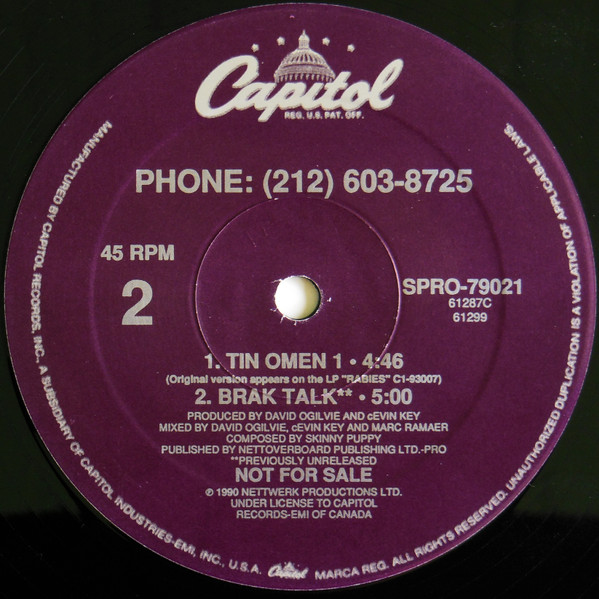 Capitol
REG. U.S. PAT. OFF.
PHONE: (212) 603-8725
45 RPM
2
SPRO-79021
61287C
61299
1. TIN OMEN 1 • 4:46
(Original version appears on the LP "RABIES" C1-93007)
2. BRAK TALK** • 5:00
PRODUCED BY DAVID OGILVIE AND cEVIN KEY
MIXED BY DAVID OGILVIE, cEVIN KEY AND MARC RAMAER
COMPOSED BY SKINNY PUPPY
PUBLISHED BY NETTOVERBOARD PUBLISHING LTD.-PRO
**PREVIOUSLY UNRELEASED
NOT FOR SALE
℗ 1990 NETTWERK PRODUCTIONS LTD.
UNDER LICENSE TO CAPITOL
RECORDS-EMI OF CANADA
MANUFACTURED BY CAPITOL RECORDS, INC., A SUBSIDIARY OF CAPITOL INDUSTRIES-EMI, INC., U.S.A. Capitol MARCA REG. ALL RIGHTS RESERVED. UNAUTHORIZED DUPLICATION IS A VIOLATION OF APPLICABLE LAWS.